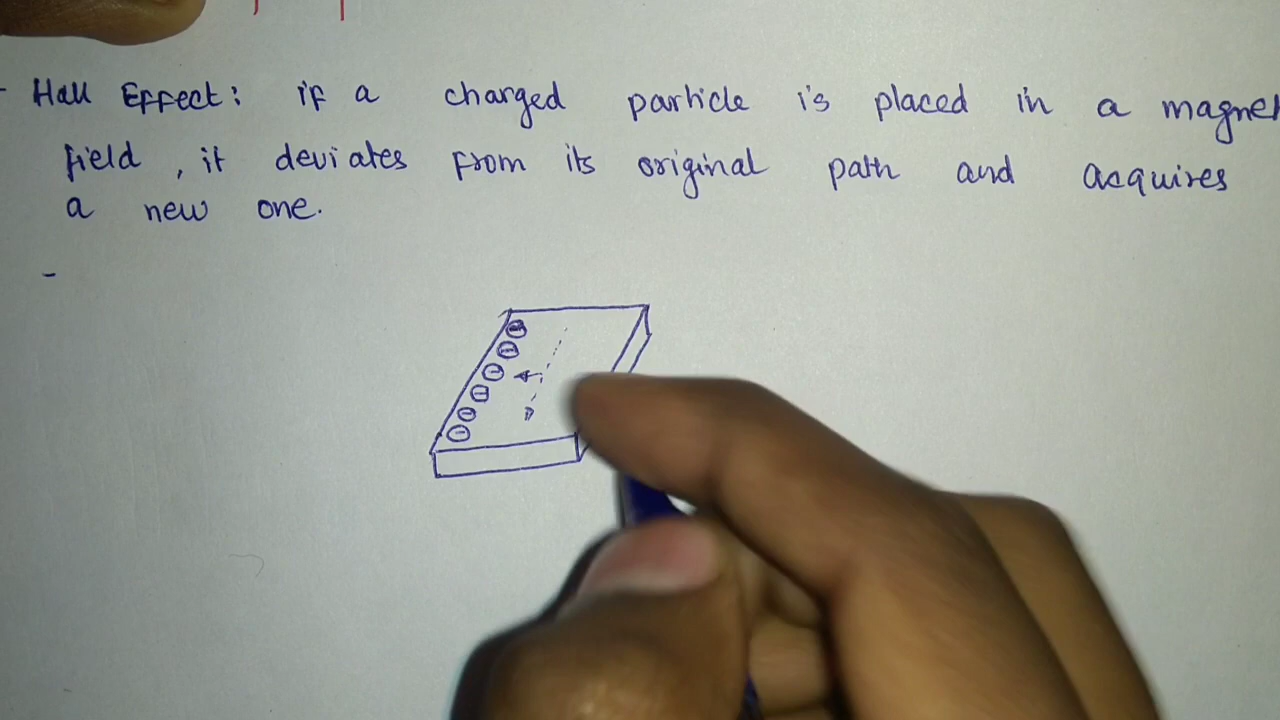 - Hall Effect: if a charged particle is placed in a magnet
field, it deviates from its original path and acquires
a new one.
-